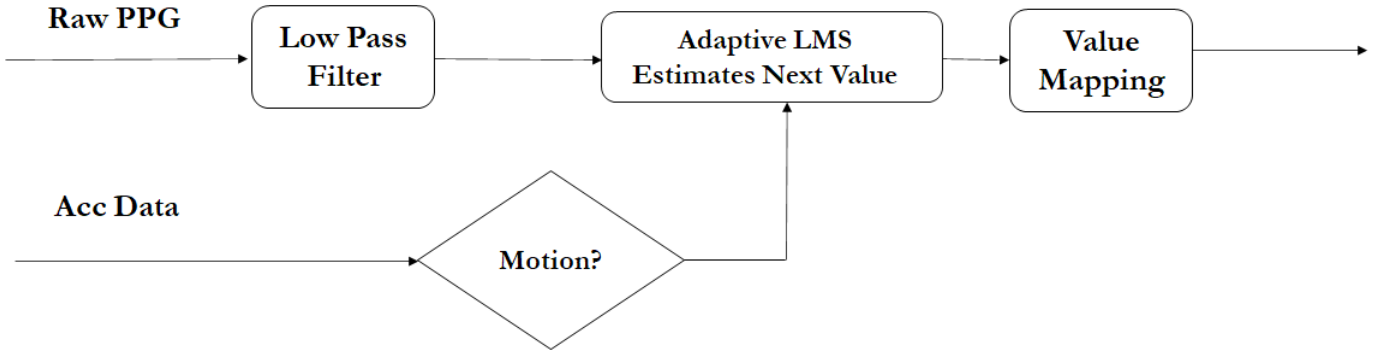 Raw PPG
Low Pass
Filter
Adaptive LMS
Estimates Next Value
Value
Mapping
Acc Data
Motion?